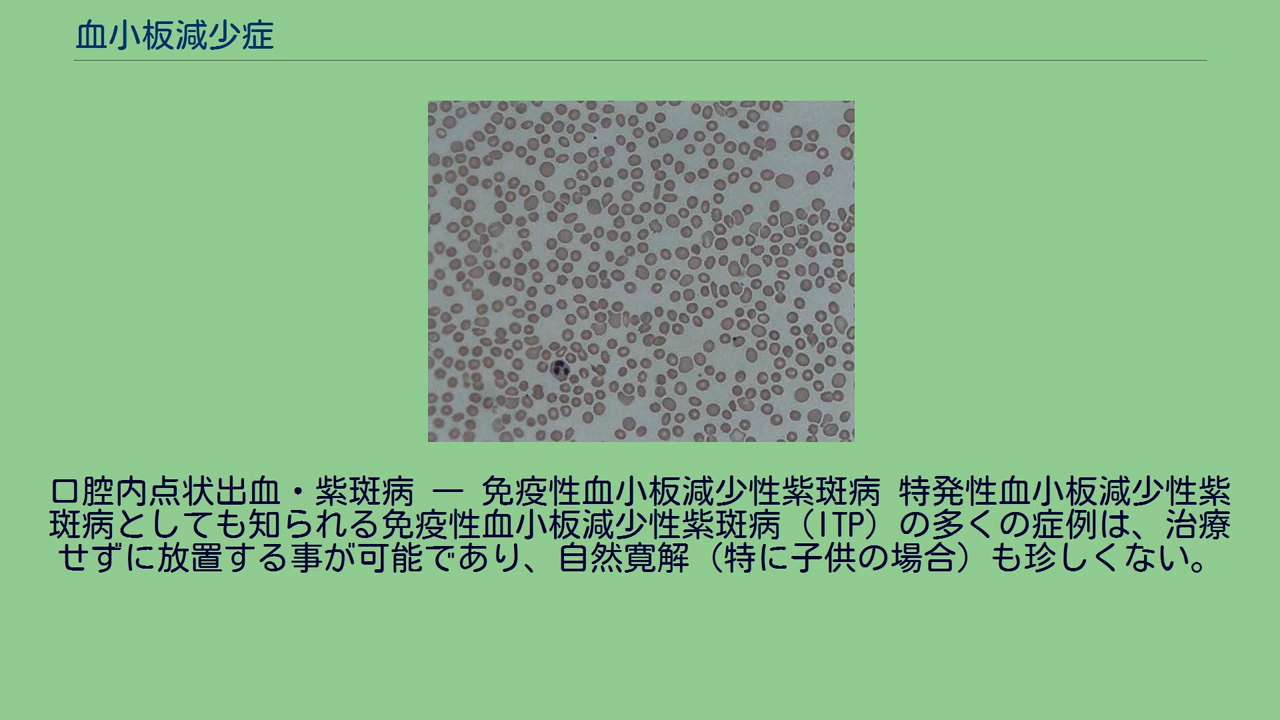 血小板減少症
口腔内点状出血・紫斑病 — 免疫性血小板減少性紫斑病 特発性血小板減少性紫
斑病としても知られる免疫性血小板減少性紫斑病（ITP）の多くの症例は、治療
せずに放置する事が可能であり、自然寛解（特に子供の場合）も珍しくない。